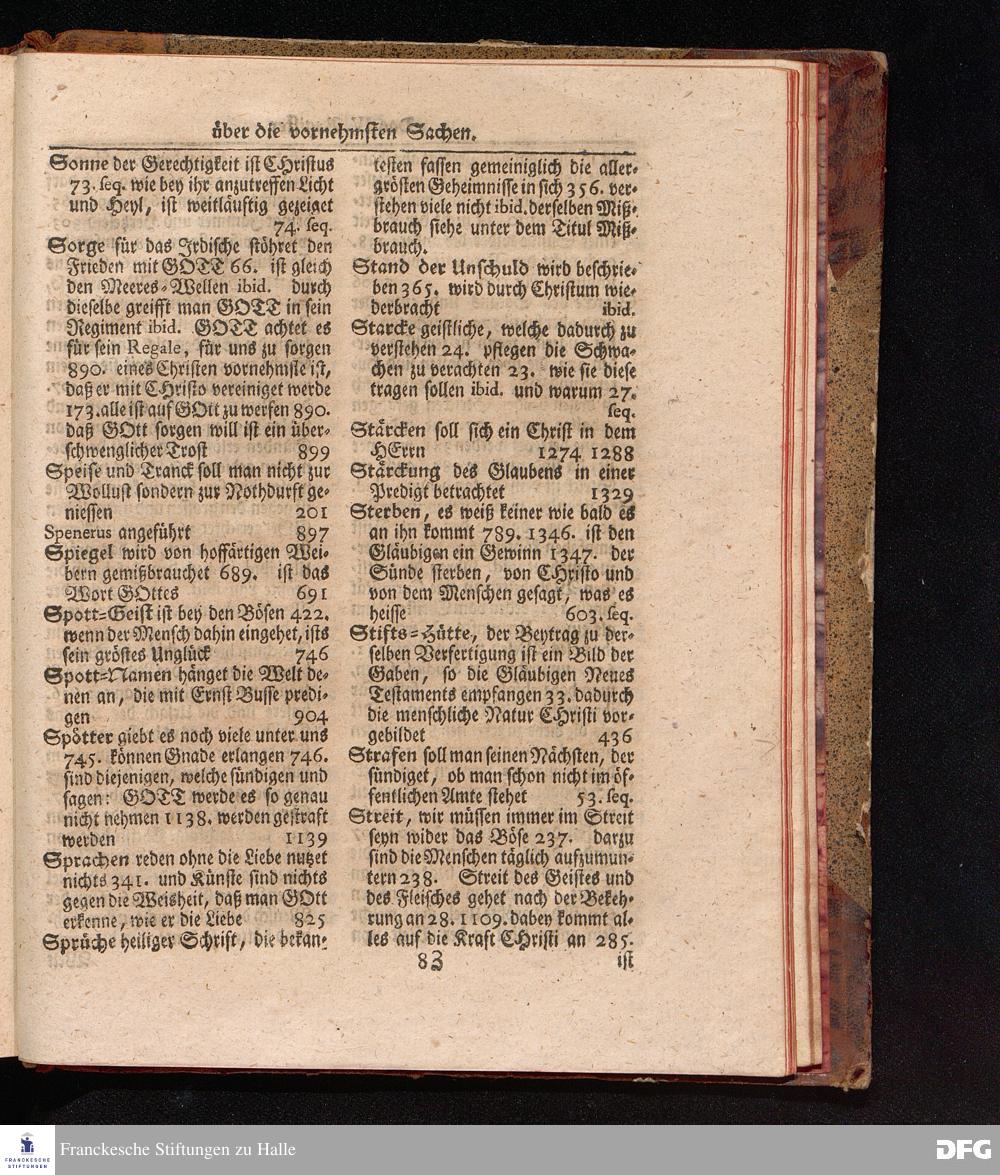 über die vornehmsten Sachen.
Sonne der Gerechtigkeit ist CHristus
73. seq. wie bey ihr anzutreffen Licht
und Heyl, ist weitläuftig gezeiget
74. seq.
Sorge für das Irdische stöhret den
Frieden mit GOTT 66. ist gleich
den Meeres-Wellen ibid. durch
dieselbe greifft man GOTT in sein
Regiment ibid. GOTT achtet es
für sein Regale, für uns zu sorgen
890. eines Christen vornehmste ist,
daß er mit CHristo vereiniget werde
173. alle ist auf GOtt zu werfen 890.
daß GOtt sorgen will ist ein über-
schwenglicher Trost 899
Speise und Tranck soll man nicht zur
Wollust sondern zur Nothdurft ge-
niessen 201
Spenerus angeführt 897
Spiegel wird von hoffärtigen Wei-
bern gemißbrauchet 689. ist das
Wort GOttes 691
Spott-Geist ist bey den Bösen 422.
wenn der Mensch dahin eingehet, ists
sein gröstes Unglück 746
Spott-Namen hänget die Welt de-
nen an, die mit Ernst Busse predi-
gen 904
Spötter giebt es noch viele unter uns
745. können Gnade erlangen 746.
sind diejenigen, welche sündigen und
sagen: GOTT werde es so genau
nicht nehmen 1138. werden gestraft
werden 1139
Sprachen reden ohne die Liebe nutzet
nichts 341. und Künste sind nichts
gegen die Weisheit, daß man GOtt
erkenne, wie er die Liebe 825
Sprüche heiliger Schrift, die bekan-
testen fassen gemeiniglich die aller-
grösten Geheimnisse in sich 356. ver-
stehen viele nicht ibid. derselben Miß-
brauch siehe unter dem Titul Miß-
brauch.
Stand der Unschuld wird beschrie-
ben 365. wird durch Christum wie-
derbracht ibid.
Starcke geistliche, welche dadurch zu
verstehen 24. pflegen die Schwa-
chen zu verachten 23. wie sie diese
tragen sollen ibid. und warum 27.
seq.
Stärcken soll sich ein Christ in dem
HErrn 1274 1288
Stärckung des Glaubens in einer
Predigt betrachtet 1329
Sterben, es weiß keiner wie bald es
an ihn kommt 789. 1346. ist den
Gläubigen ein Gewinn 1347. der
Sünde sterben, von CHristo und
von dem Menschen gesagt, was es
heisse 603. seq.
Stifts-Hütte, der Beytrag zu der-
selben Verfertigung ist ein Bild der
Gaben, so die Gläubigen Neues
Testaments empfangen 33. dadurch
die menschliche Natur CHristi vor-
gebildet 436
Strafen soll man seinen Nächsten, der
sündiget, ob man schon nicht im öf-
fentlichen Amte stehet 53. seq.
Streit, wir müssen immer im Streit
seyn wider das Böse 237. darzu
sind die Menschen täglich aufzumun-
tern 238. Streit des Geistes und
des Fleisches gehet nach der Bekeh-
rung an 28. 1109. dabey kommt al-
les auf die Kraft CHristi an 285.
83 ist
FRANCKESCHE
STIFTUNGEN
Franckesche Stiftungen zu Halle
DFG